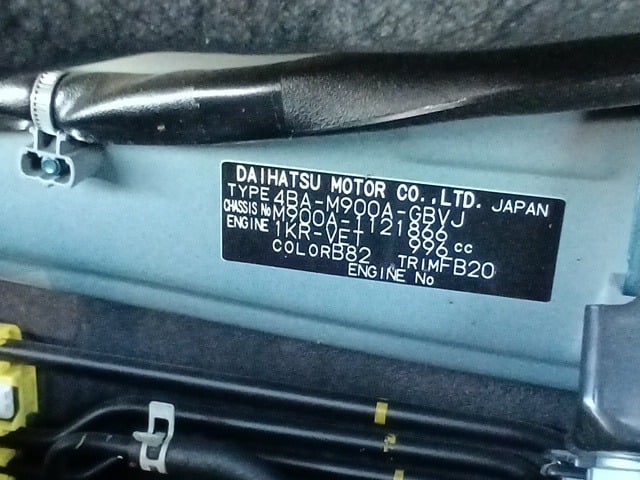 DAIHATSU MOTOR CO.,LTD. JAPAN
TYPE 4BA-M900A-GBVJ
CHASSIS No M900A-1121866
ENGINE 1KR-VET 996 cc
COLOR B82 TRIM FB20
ENGINE No